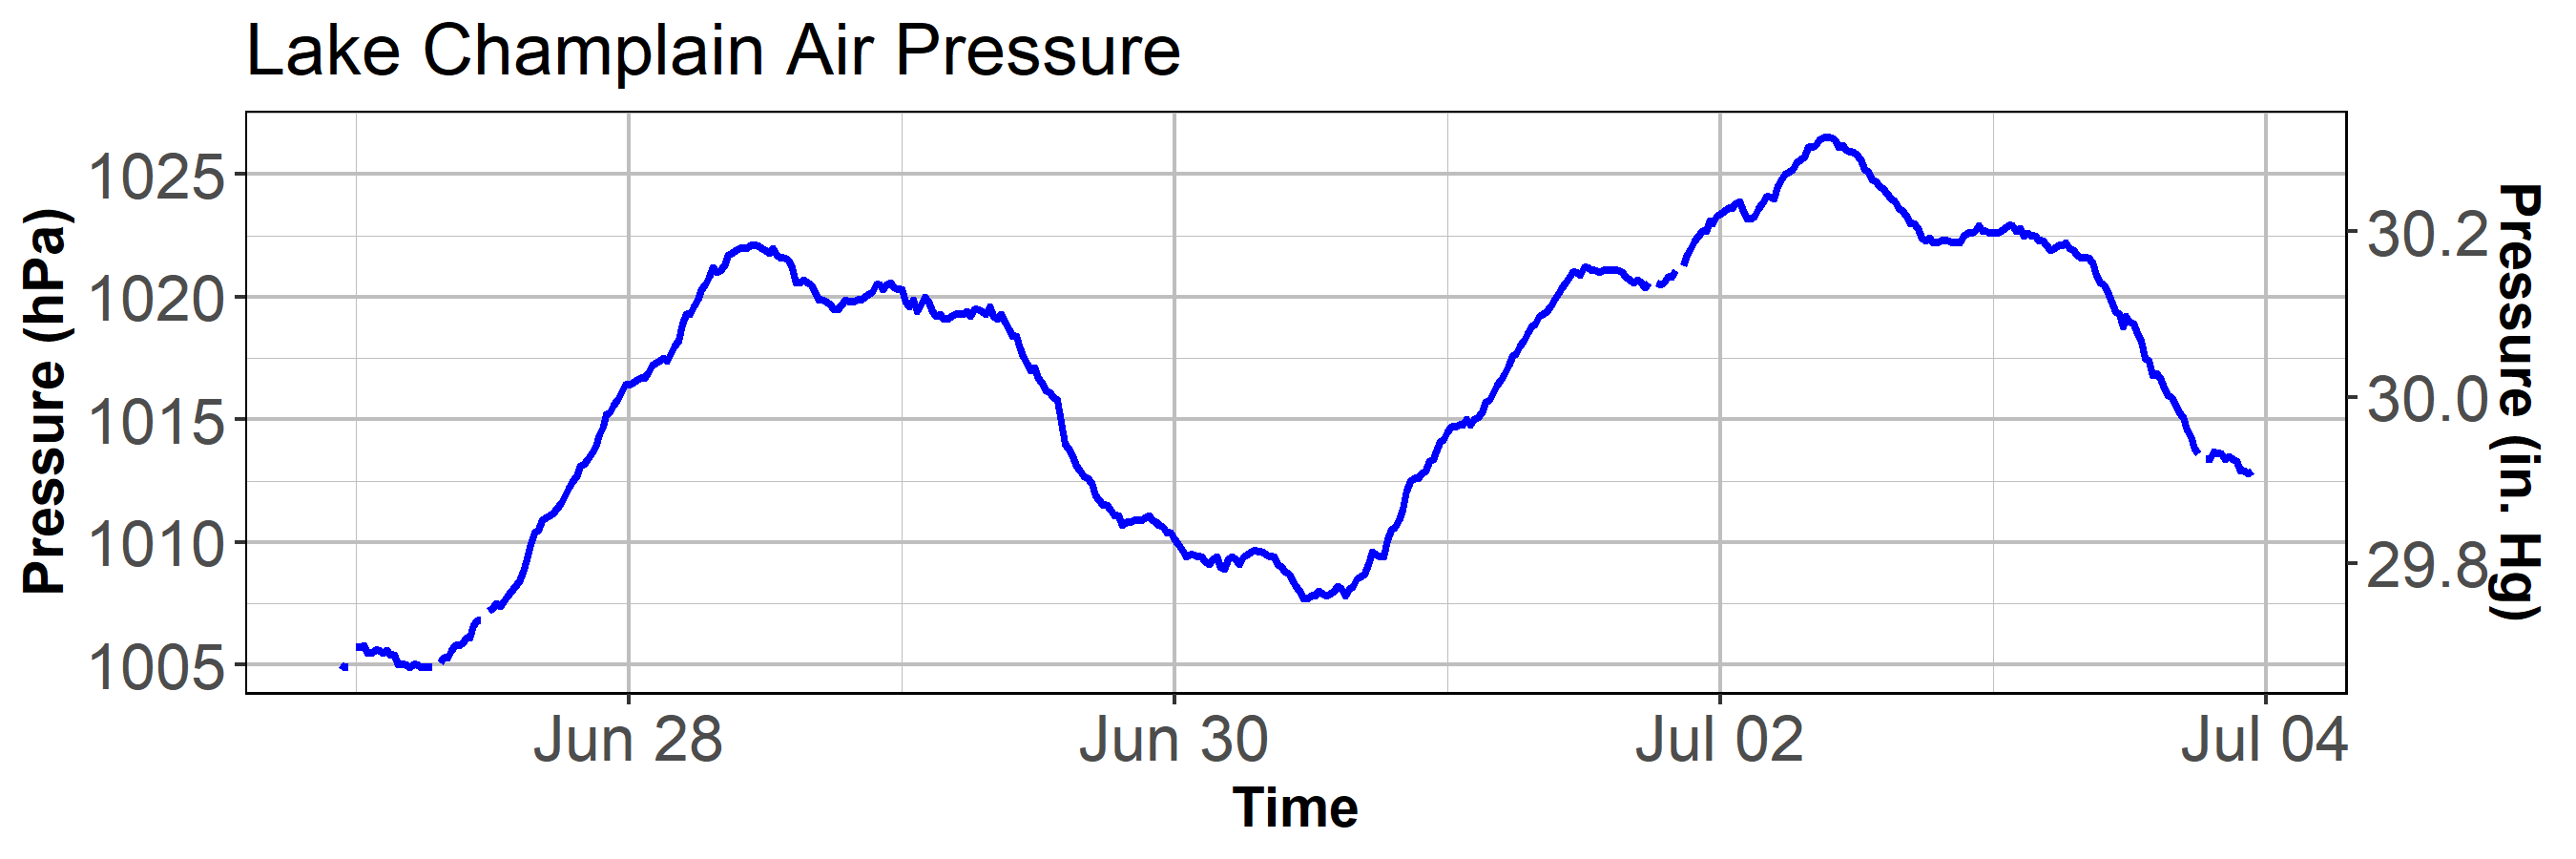 Lake Champlain Air Pressure
Pressure (hPa)
1025
1020
1015
1010
1005
30.2
30.0
29.8
Pressure (in. Hg)
Jun 28
Jun 30
Jul 02
Jul 04
Time